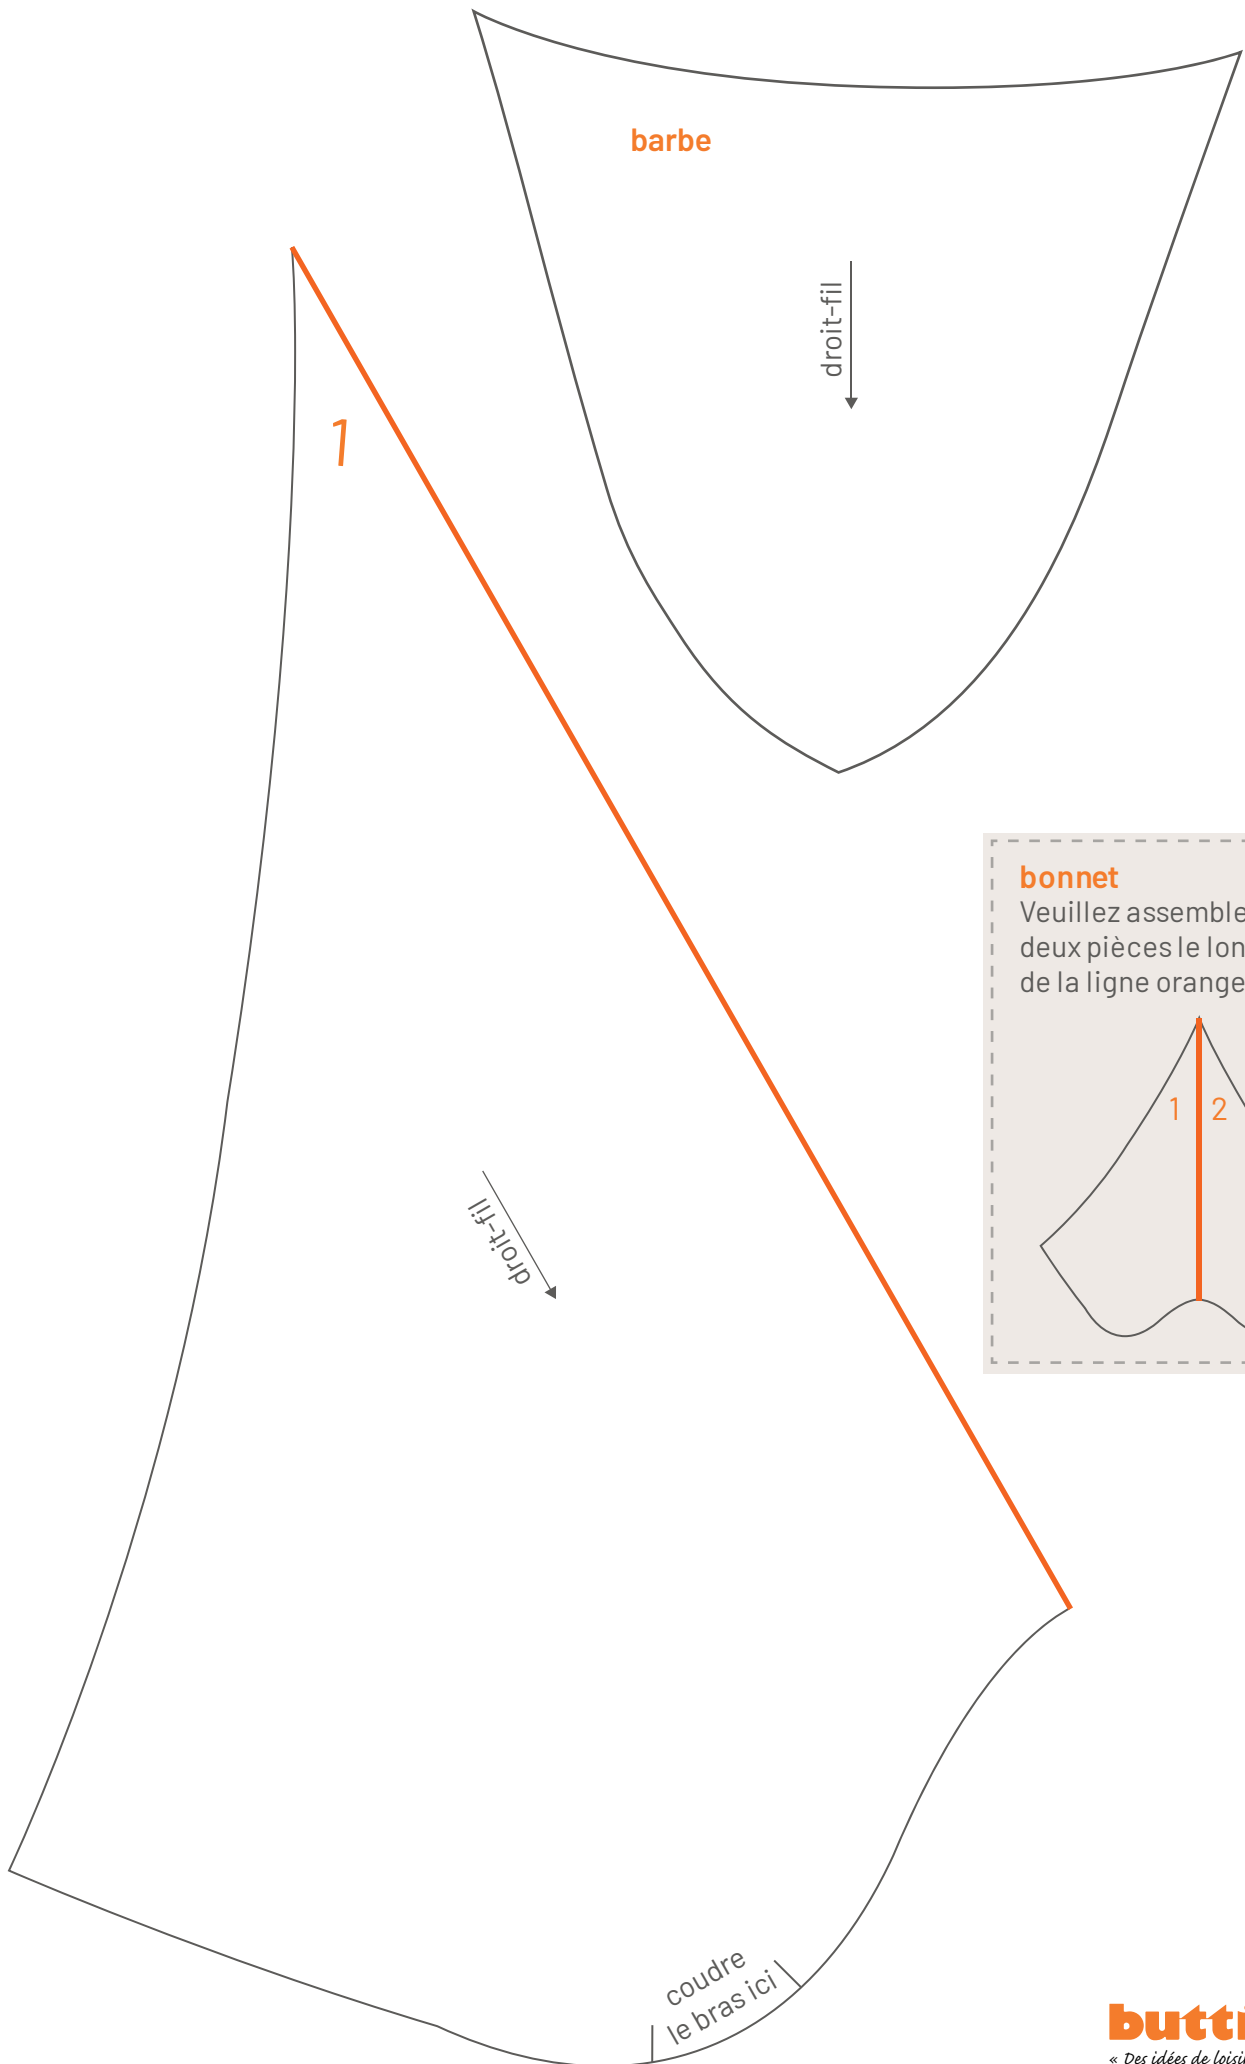 barbe
droit-fil
1
bonnet
Veuillez assemble
deux pièces le lon
de la ligne orange
1 2
droit-fil
coudre
le bras ici
butti
« Des idées de loisi